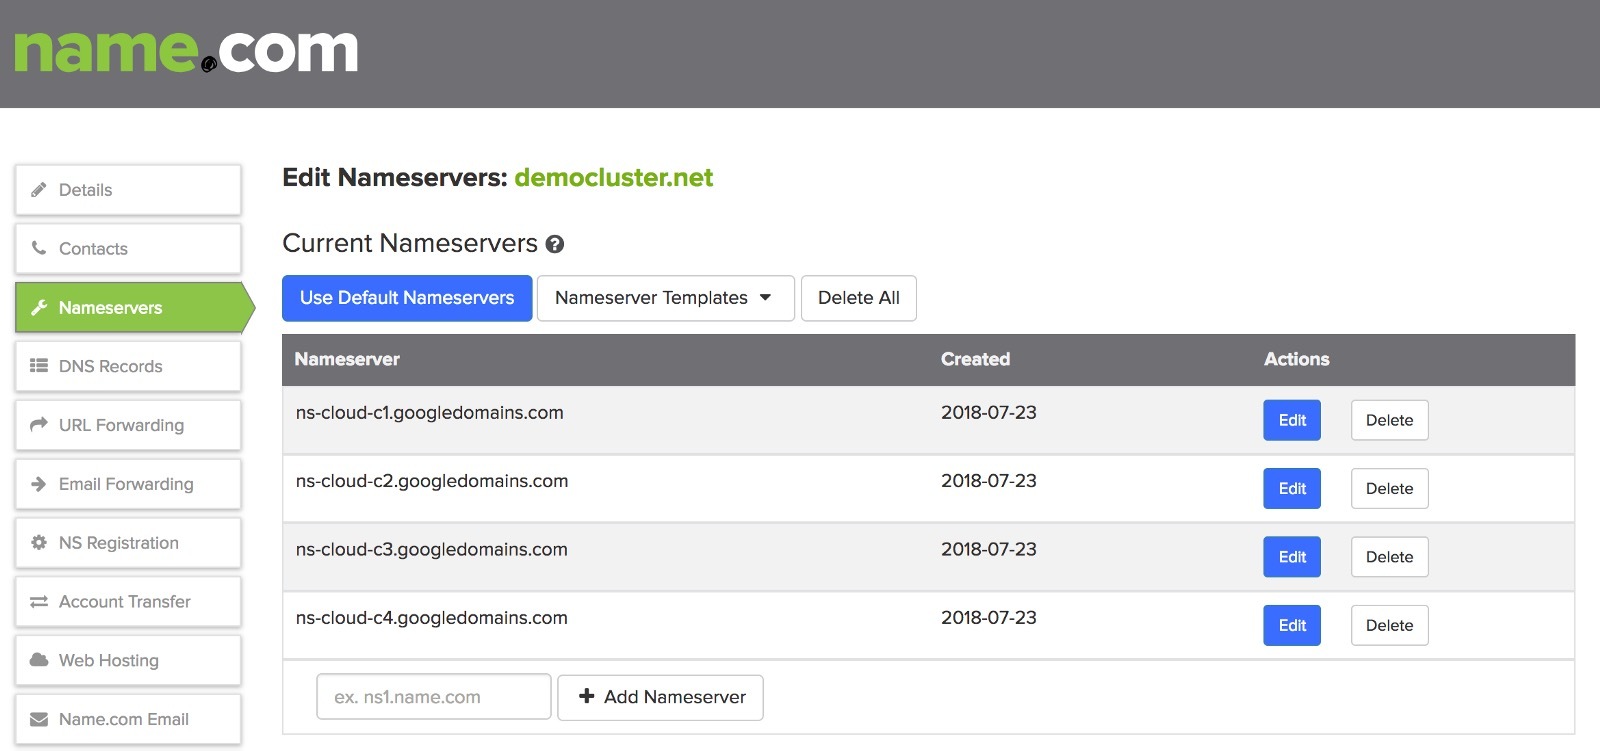 name.com
Details
Contacts
Nameservers
DNS Records
URL Forwarding
Email Forwarding
NS Registration
Account Transfer
Web Hosting
Name.com Email
Edit Nameservers: democluster.net
Current Nameservers ?
Use Default Nameservers Nameserver Templates Delete All
Nameserver Created Actions
ns-cloud-c1.googledomains.com 2018-07-23 Edit Delete
ns-cloud-c2.googledomains.com 2018-07-23 Edit Delete
ns-cloud-c3.googledomains.com 2018-07-23 Edit Delete
ns-cloud-c4.googledomains.com 2018-07-23 Edit Delete
ex. ns1.name.com + Add Nameserver